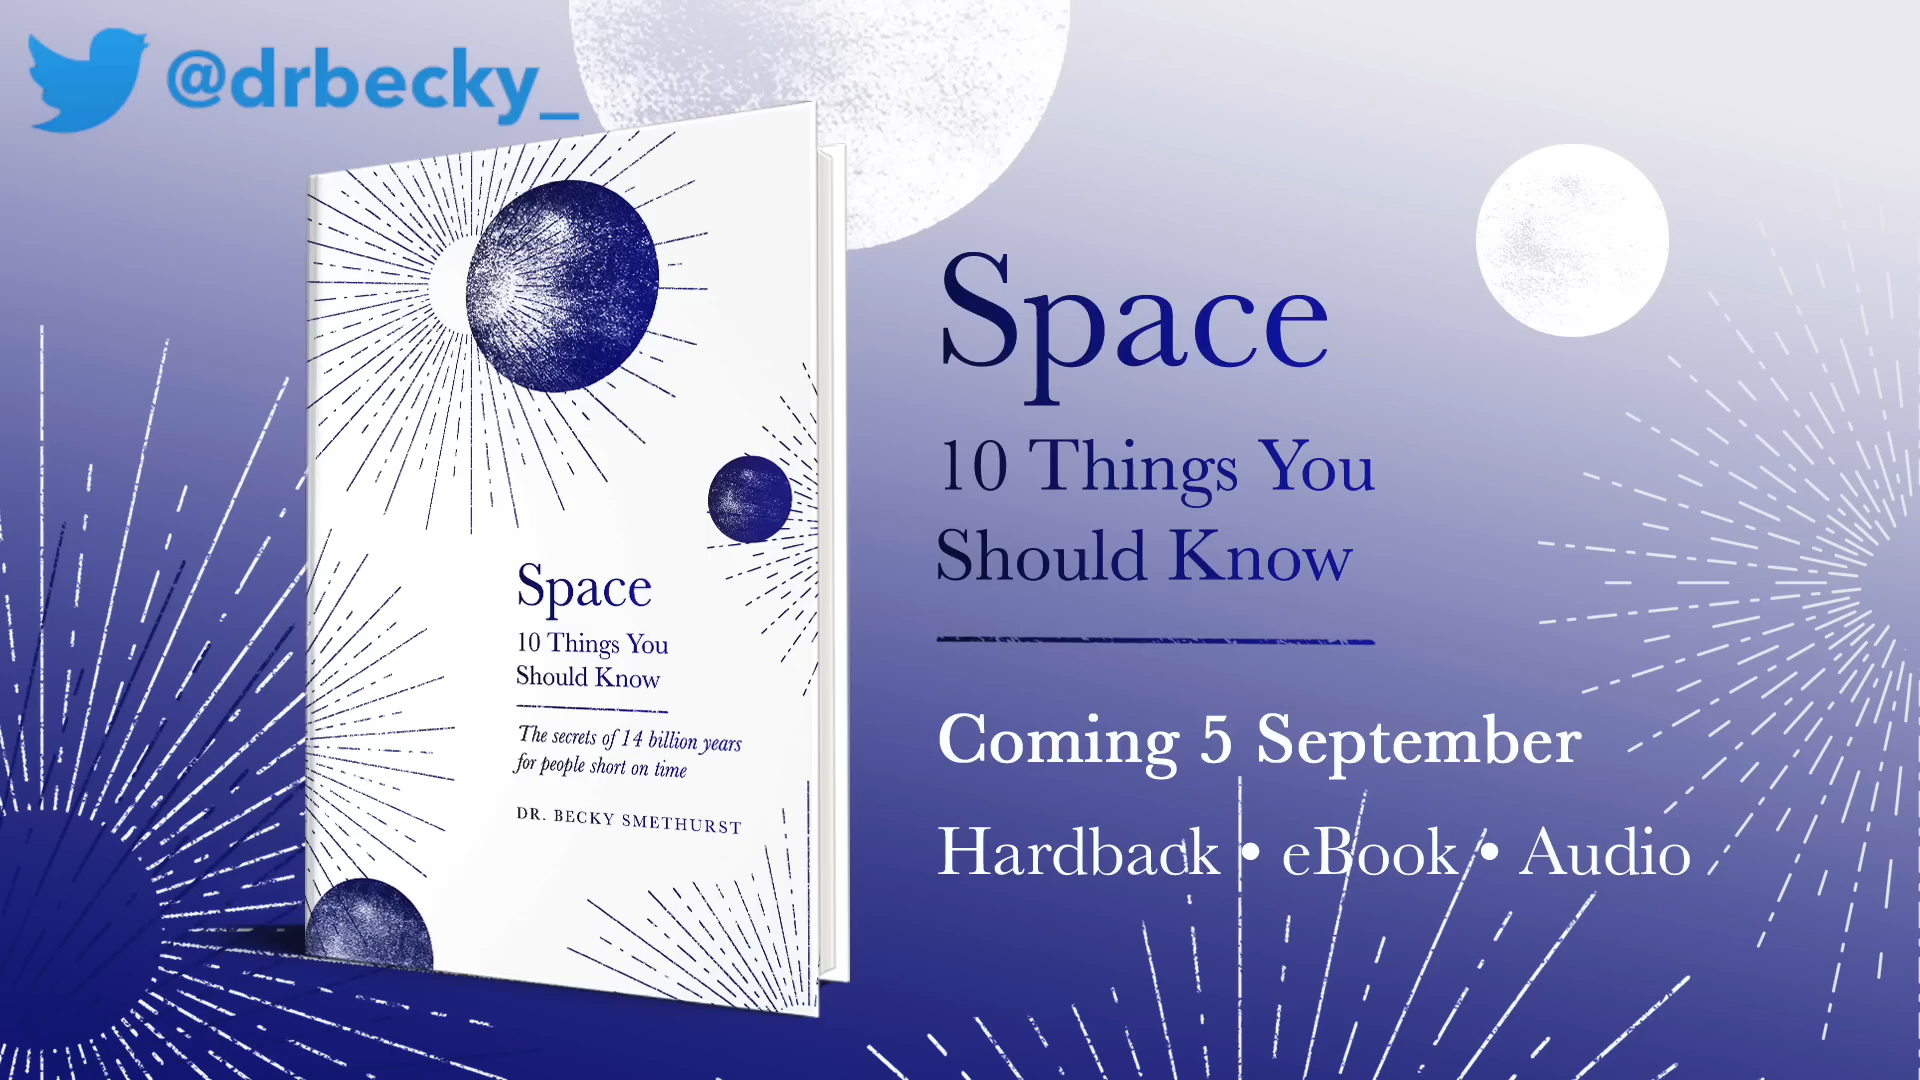 @drbecky_
Space
10 Things You
Should Know
The secrets of 14 billion years
for people short on time
DR. BECKY SMETHURST
Space
10 Things You
Should Know
Coming 5 September
Hardback • eBook • Audio